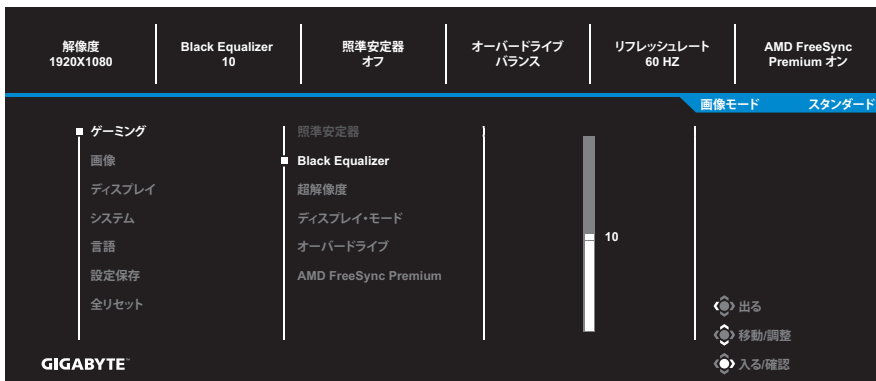 解像度
1920X1080
Black Equalizer
10
照準安定器
オフ
オーバードライブ
バランス
リフレッシュレート
60 HZ
AMD FreeSync
Premium オン
画像モード スタンダード
ゲーミング
画像
ディスプレイ
システム
言語
設定保存
全リセット
照準安定器
Black Equalizer
超解像度
ディスプレイ・モード
オーバードライブ
AMD FreeSync Premium
10
出る
移動/調整
入る/確認
GIGABYTE™